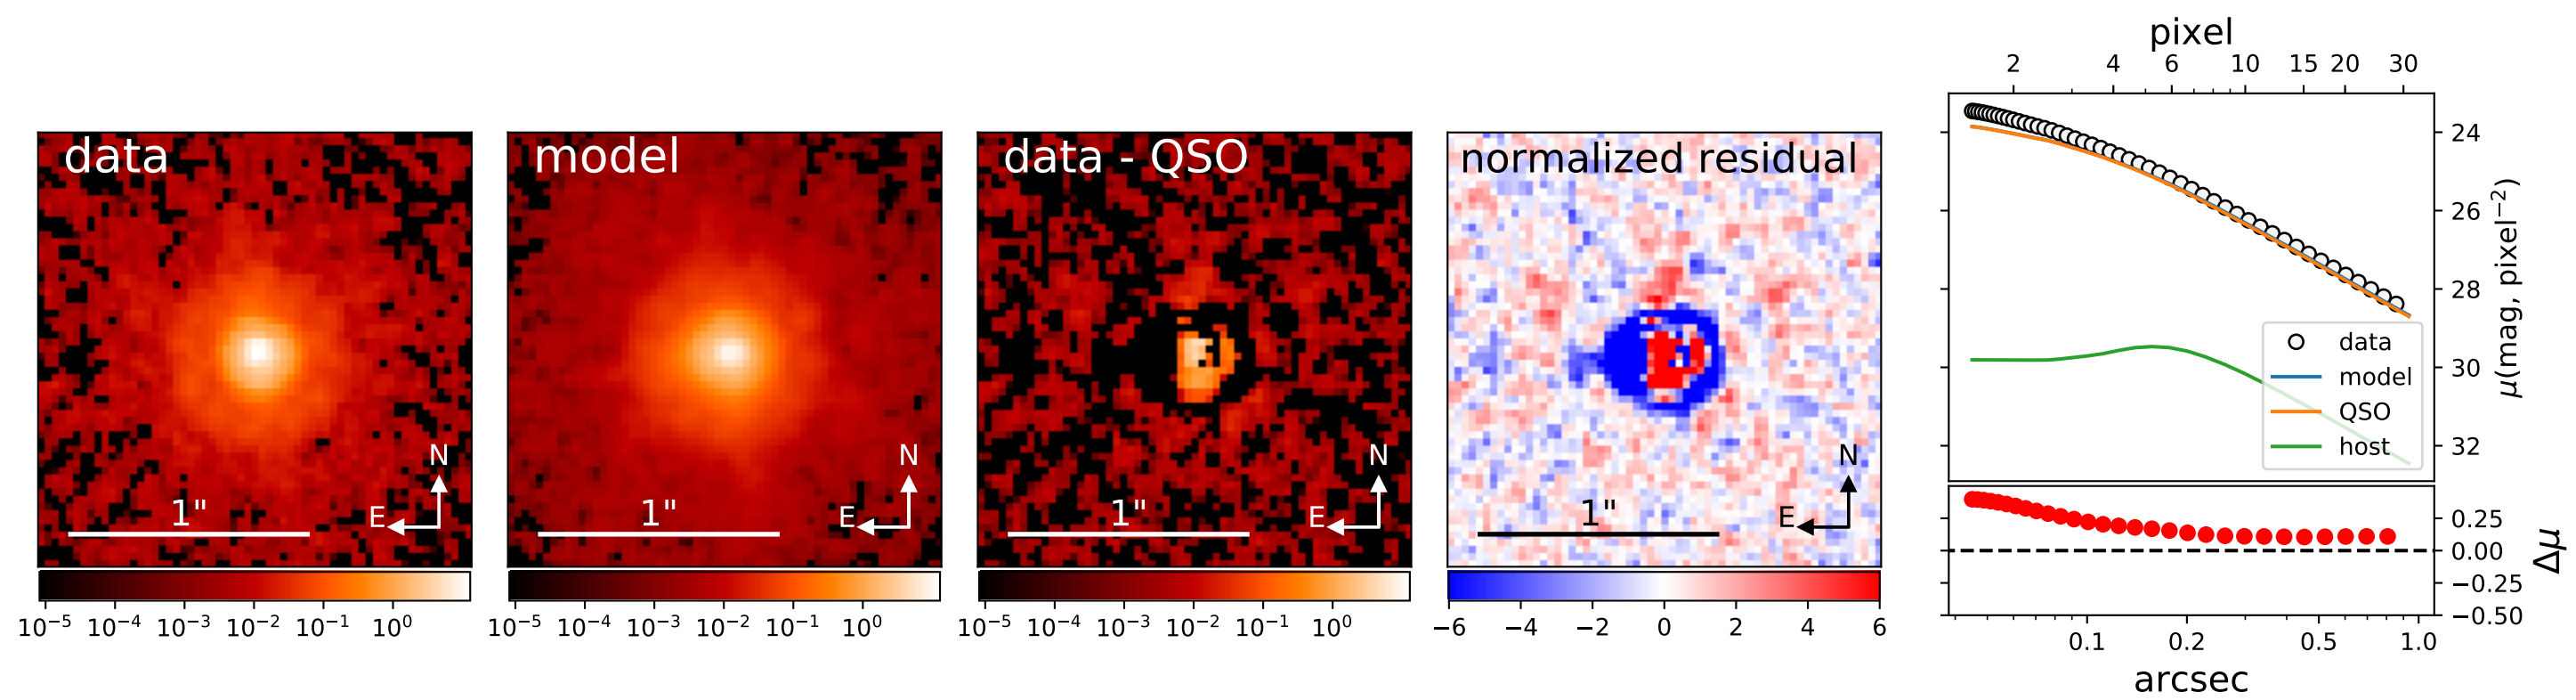 data
N
E
1"
10⁻⁵ 10⁻⁴ 10⁻³ 10⁻² 10⁻¹ 10⁰
model
N
E
1"
10⁻⁵ 10⁻⁴ 10⁻³ 10⁻² 10⁻¹ 10⁰
data - QSO
N
E
1"
10⁻⁵ 10⁻⁴ 10⁻³ 10⁻² 10⁻¹ 10⁰
normalized residual
N
E
1"
−6 −4 −2 0 2 4 6
pixel
2 4 6 10 15 20 30
24
26
28
30
32
μ(mag, pixel⁻²)
data
model
QSO
host
0.25
0.00
−0.25
−0.50
Δμ
0.1 0.2 0.5 1.0
arcsec